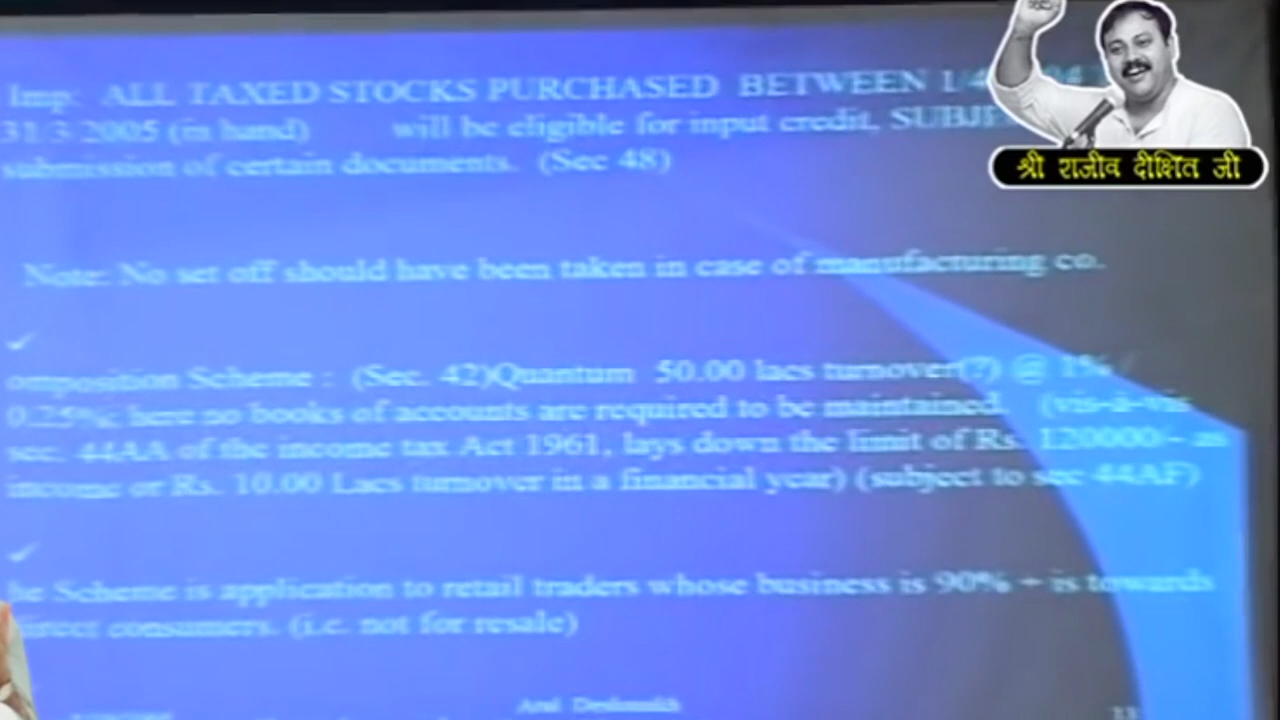 Imp: ALL TAXED STOCKS PURCHASED BETWEEN
31 3 2005 (in hand) will be eligible for input credit,
submission of certain documents. (Sec 48)
श्री राजीव दीक्षित जी
Note: No set off should have been taken in case of manufacturing co.
omposition Scheme : (Sec. 42)Quantum 50.00 lacs turnover(?) @ 1% /
0.25%; here no books of accounts are required to be maintained. (vis-a-vis
sec. 44AA of the income tax Act 1961, lays down the limit of Rs. 120000/- as
income or Rs. 10.00 Lacs turnover in a financial year) (subject to sec 44AF)
he Scheme is application to retail traders whose business is 90% + is towards
direct consumers. (i.e. not for resale)
Deshmukh